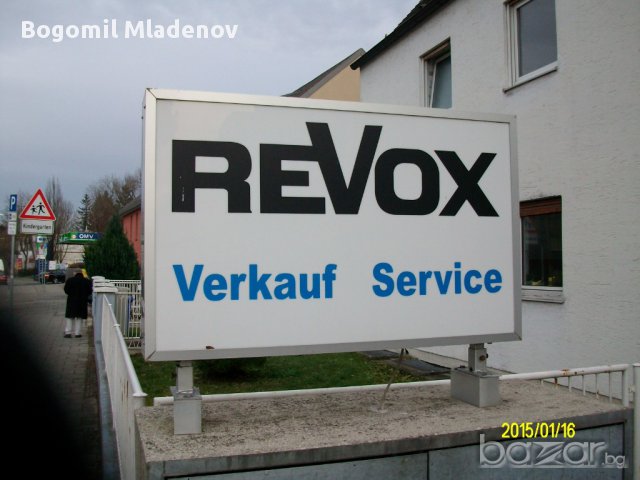 Bogomil Mladenov
REVOX
Verkauf Service
P
Kindergarten
OMV
2015/01/16
bazar.bg